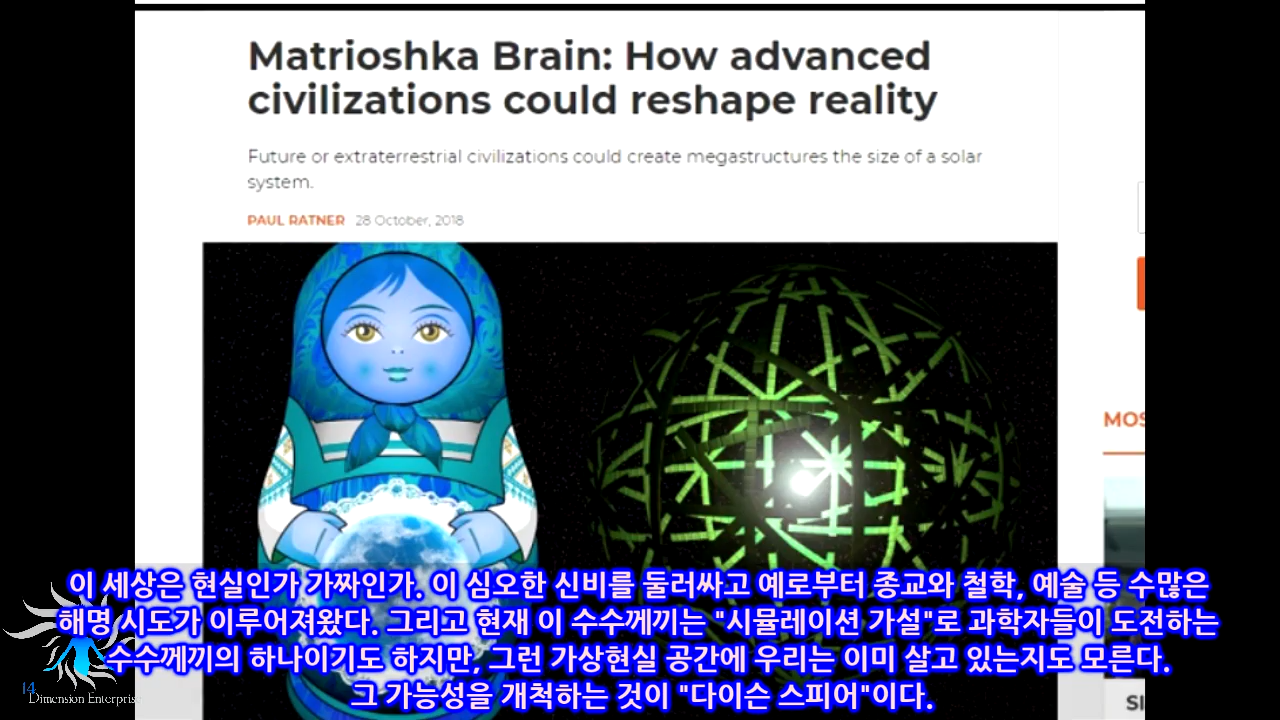 Matrioshka Brain: How advanced
civilizations could reshape reality
Future or extraterrestrial civilizations could create megastructures the size of a solar
system.
PAUL RATNER 28 October, 2018
MOS
이 세상은 현실인가 가짜인가. 이 심오한 신비를 둘러싸고 예로부터 종교와 철학, 예술 등 수많은
해명 시도가 이루어져왔다. 그리고 현재 이 수수께끼는 "시뮬레이션 가설"로 과학자들이 도전하는
수수께끼의 하나이기도 하지만, 그런 가상현실 공간에 우리는 이미 살고 있는지도 모른다.
그 가능성을 개척하는 것이 "다이슨 스피어"이다.
14
Dimension Enterpris
SI